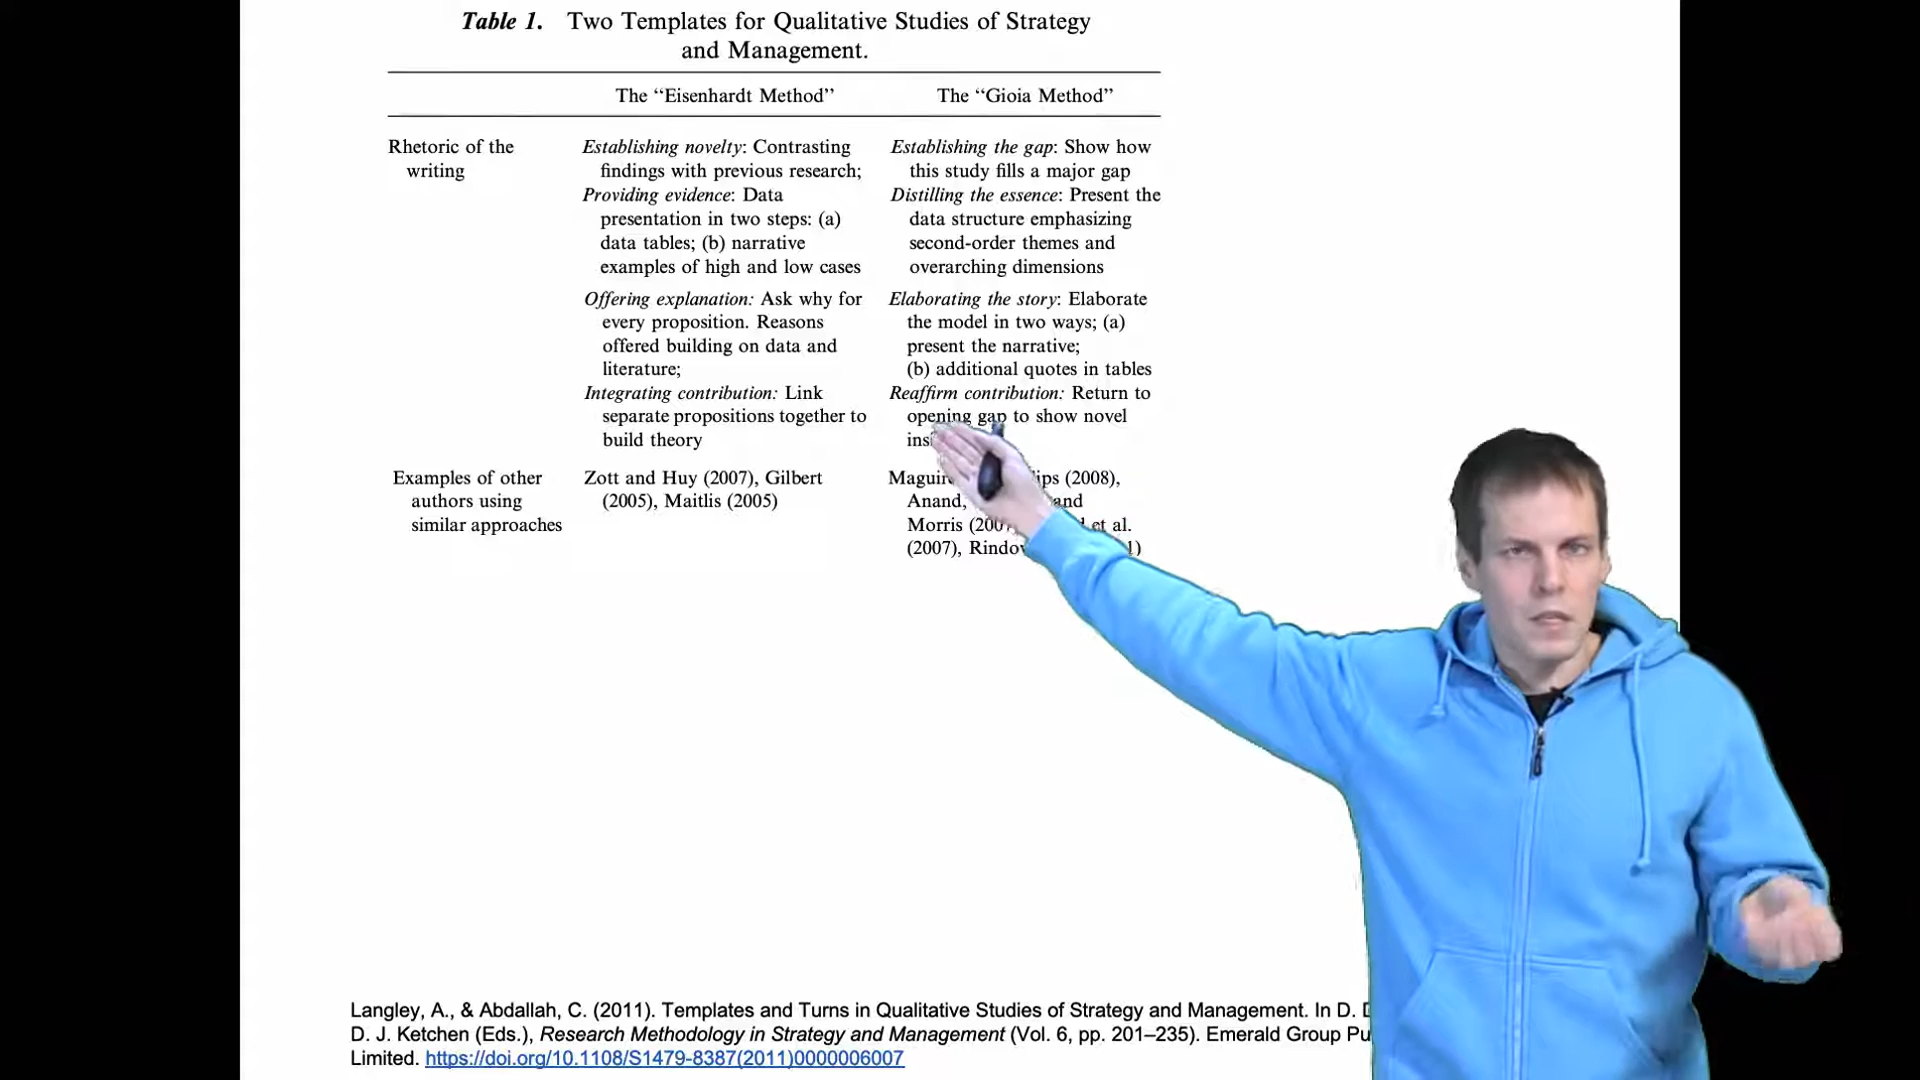 Table 1. Two Templates for Qualitative Studies of Strategy
and Management.
The “Eisenhardt Method” The “Gioia Method”
Rhetoric of the
writing
Establishing novelty: Contrasting
findings with previous research;
Providing evidence: Data
presentation in two steps: (a)
data tables; (b) narrative
examples of high and low cases
Offering explanation: Ask why for
every proposition. Reasons
offered building on data and
literature;
Integrating contribution: Link
separate propositions together to
build theory
Establishing the gap: Show how
this study fills a major gap
Distilling the essence: Present the
data structure emphasizing
second-order themes and
overarching dimensions
Elaborating the story: Elaborate
the model in two ways; (a)
present the narrative;
(b) additional quotes in tables
Reaffirm contribution: Return to
opening gap to show novel
Examples of other
authors using
similar approaches
Zott and Huy (2007), Gilbert
(2005), Maitlis (2005)
(2008),
Anand, and
Morris et al.
(2007),
Langley, A., & Abdallah, C. (2011). Templates and Turns in Qualitative Studies of Strategy and Management. In D.
D. J. Ketchen (Eds.), Research Methodology in Strategy and Management (Vol. 6, pp. 201–235). Emerald Group
Limited. https://doi.org/10.1108/S1479-8387(2011)0000006007